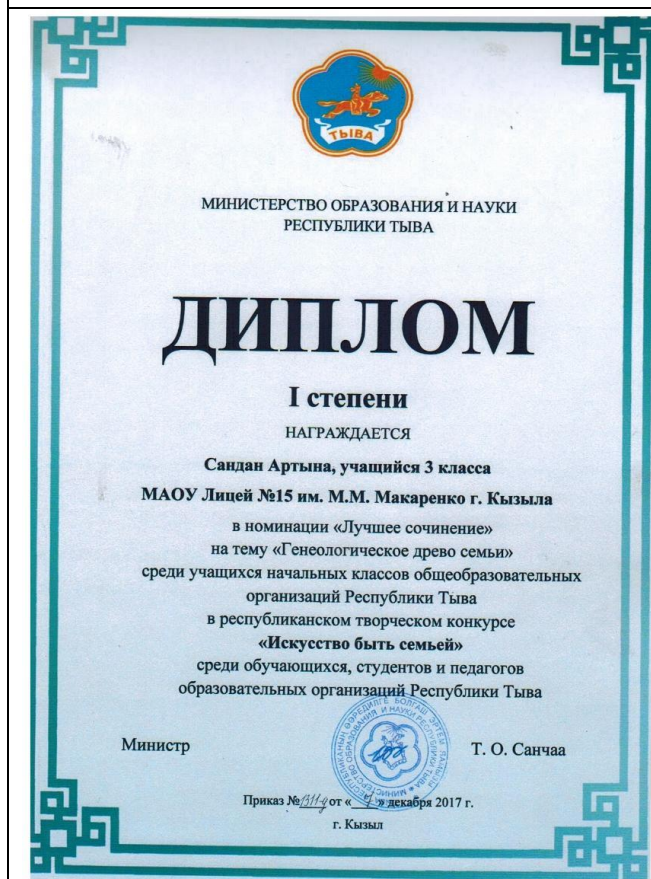 ТЫВА
МИНИСТЕРСТВО ОБРАЗОВАНИЯ И НАУКИ
РЕСПУБЛИКИ ТЫВА
ДИПЛОМ
I степени
НАГРАЖДАЕТСЯ
Сандан Артына, учащийся 3 класса
МАОУ Лицей №15 им. М.М. Макаренко г. Кызыла
в номинации «Лучшее сочинение»
на тему «Генеологическое древо семьи»
среди учащихся начальных классов общеобразовательных
организаций Республики Тыва
в республиканском творческом конкурсе
«Искусство быть семьей»
среди обучающихся, студентов и педагогов
образовательных организаций Республики Тыва
Министр Т. О. Санчаа
Приказ № от « » декабря 2017 г.
г. Кызыл